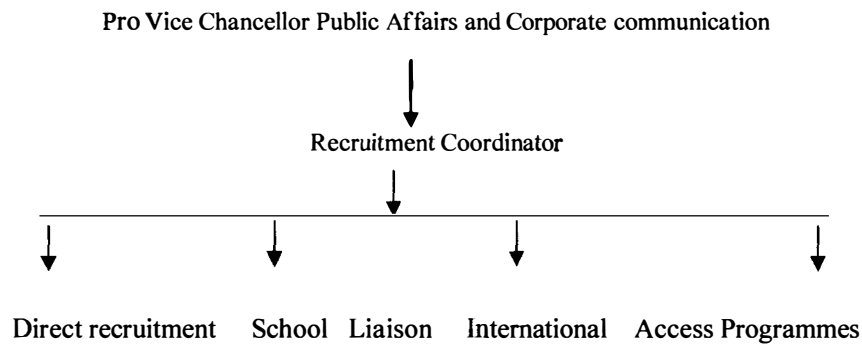 Pro Vice Chancellor Public Affairs and Corporate communication
Recruitment Coordinator
Direct recruitment School Liaison International Access Programmes